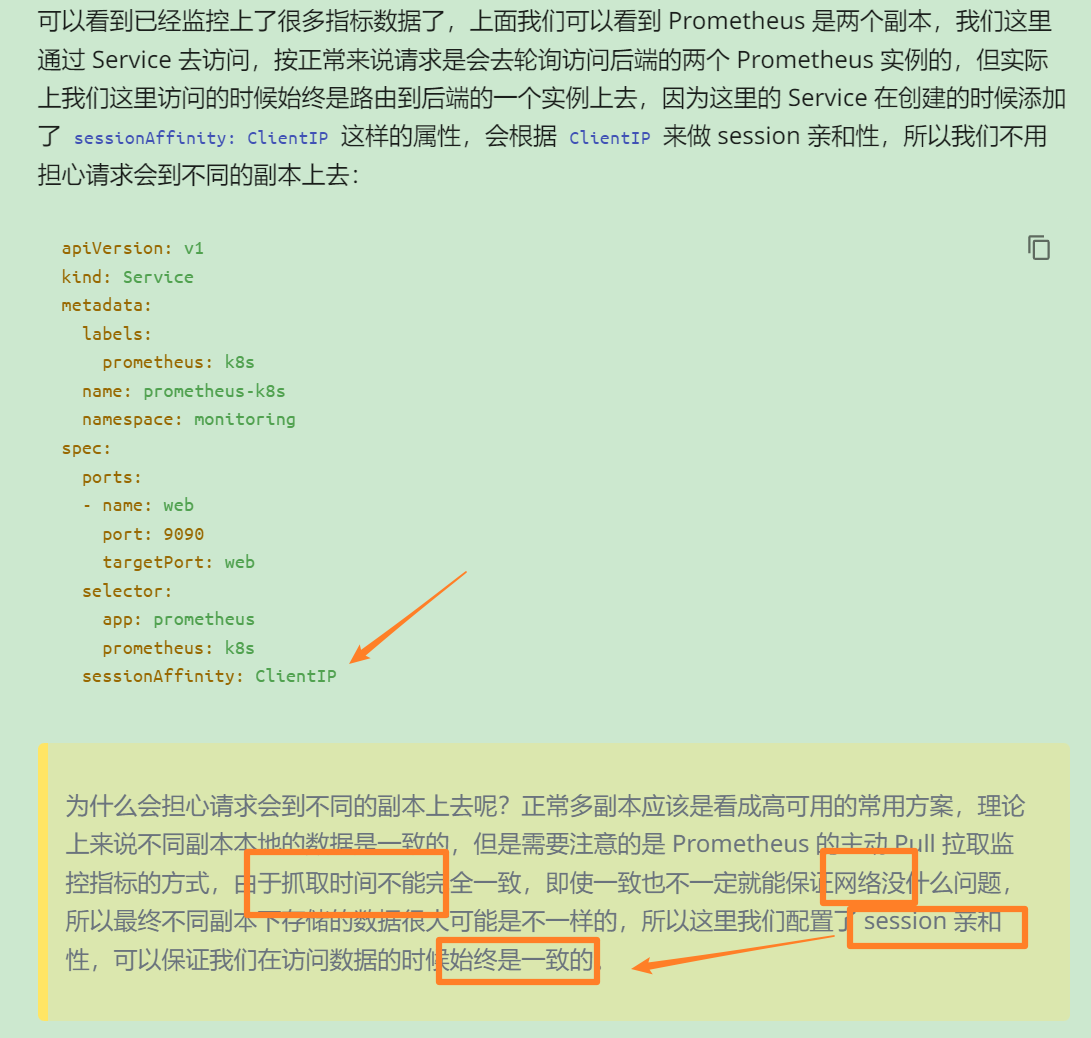 可以看到已经监控上了很多指标数据了，上面我们可以看到 Prometheus 是两个副本，我们这里
通过 Service 去访问，按正常来说请求是会去轮询访问后端的两个 Prometheus 实例的，但实际
上我们这里访问的时候始终是路由到后端的一个实例上去，因为这里的 Service 在创建的时候添加
了 sessionAffinity: ClientIP 这样的属性，会根据 ClientIP 来做 session 亲和性，所以我们不用
担心请求会到不同的副本上去：
apiVersion: v1
kind: Service
metadata:
  labels:
    prometheus: k8s
  name: prometheus-k8s
  namespace: monitoring
spec:
  ports:
  - name: web
    port: 9090
    targetPort: web
  selector:
    app: prometheus
    prometheus: k8s
  sessionAffinity: ClientIP
为什么会担心请求会到不同的副本上去呢？正常多副本应该是看成高可用的常用方案，理论
上来说不同副本本地的数据是一致的，但是需要注意的是 Prometheus 的主动 Pull 拉取监
控指标的方式，由于抓取时间不能完全一致，即使一致也不一定就能保证网络没什么问题，
所以最终不同副本下存储的数据很大可能是不一样的，所以这里我们配置了 session 亲和
性，可以保证我们在访问数据的时候始终是一致的。